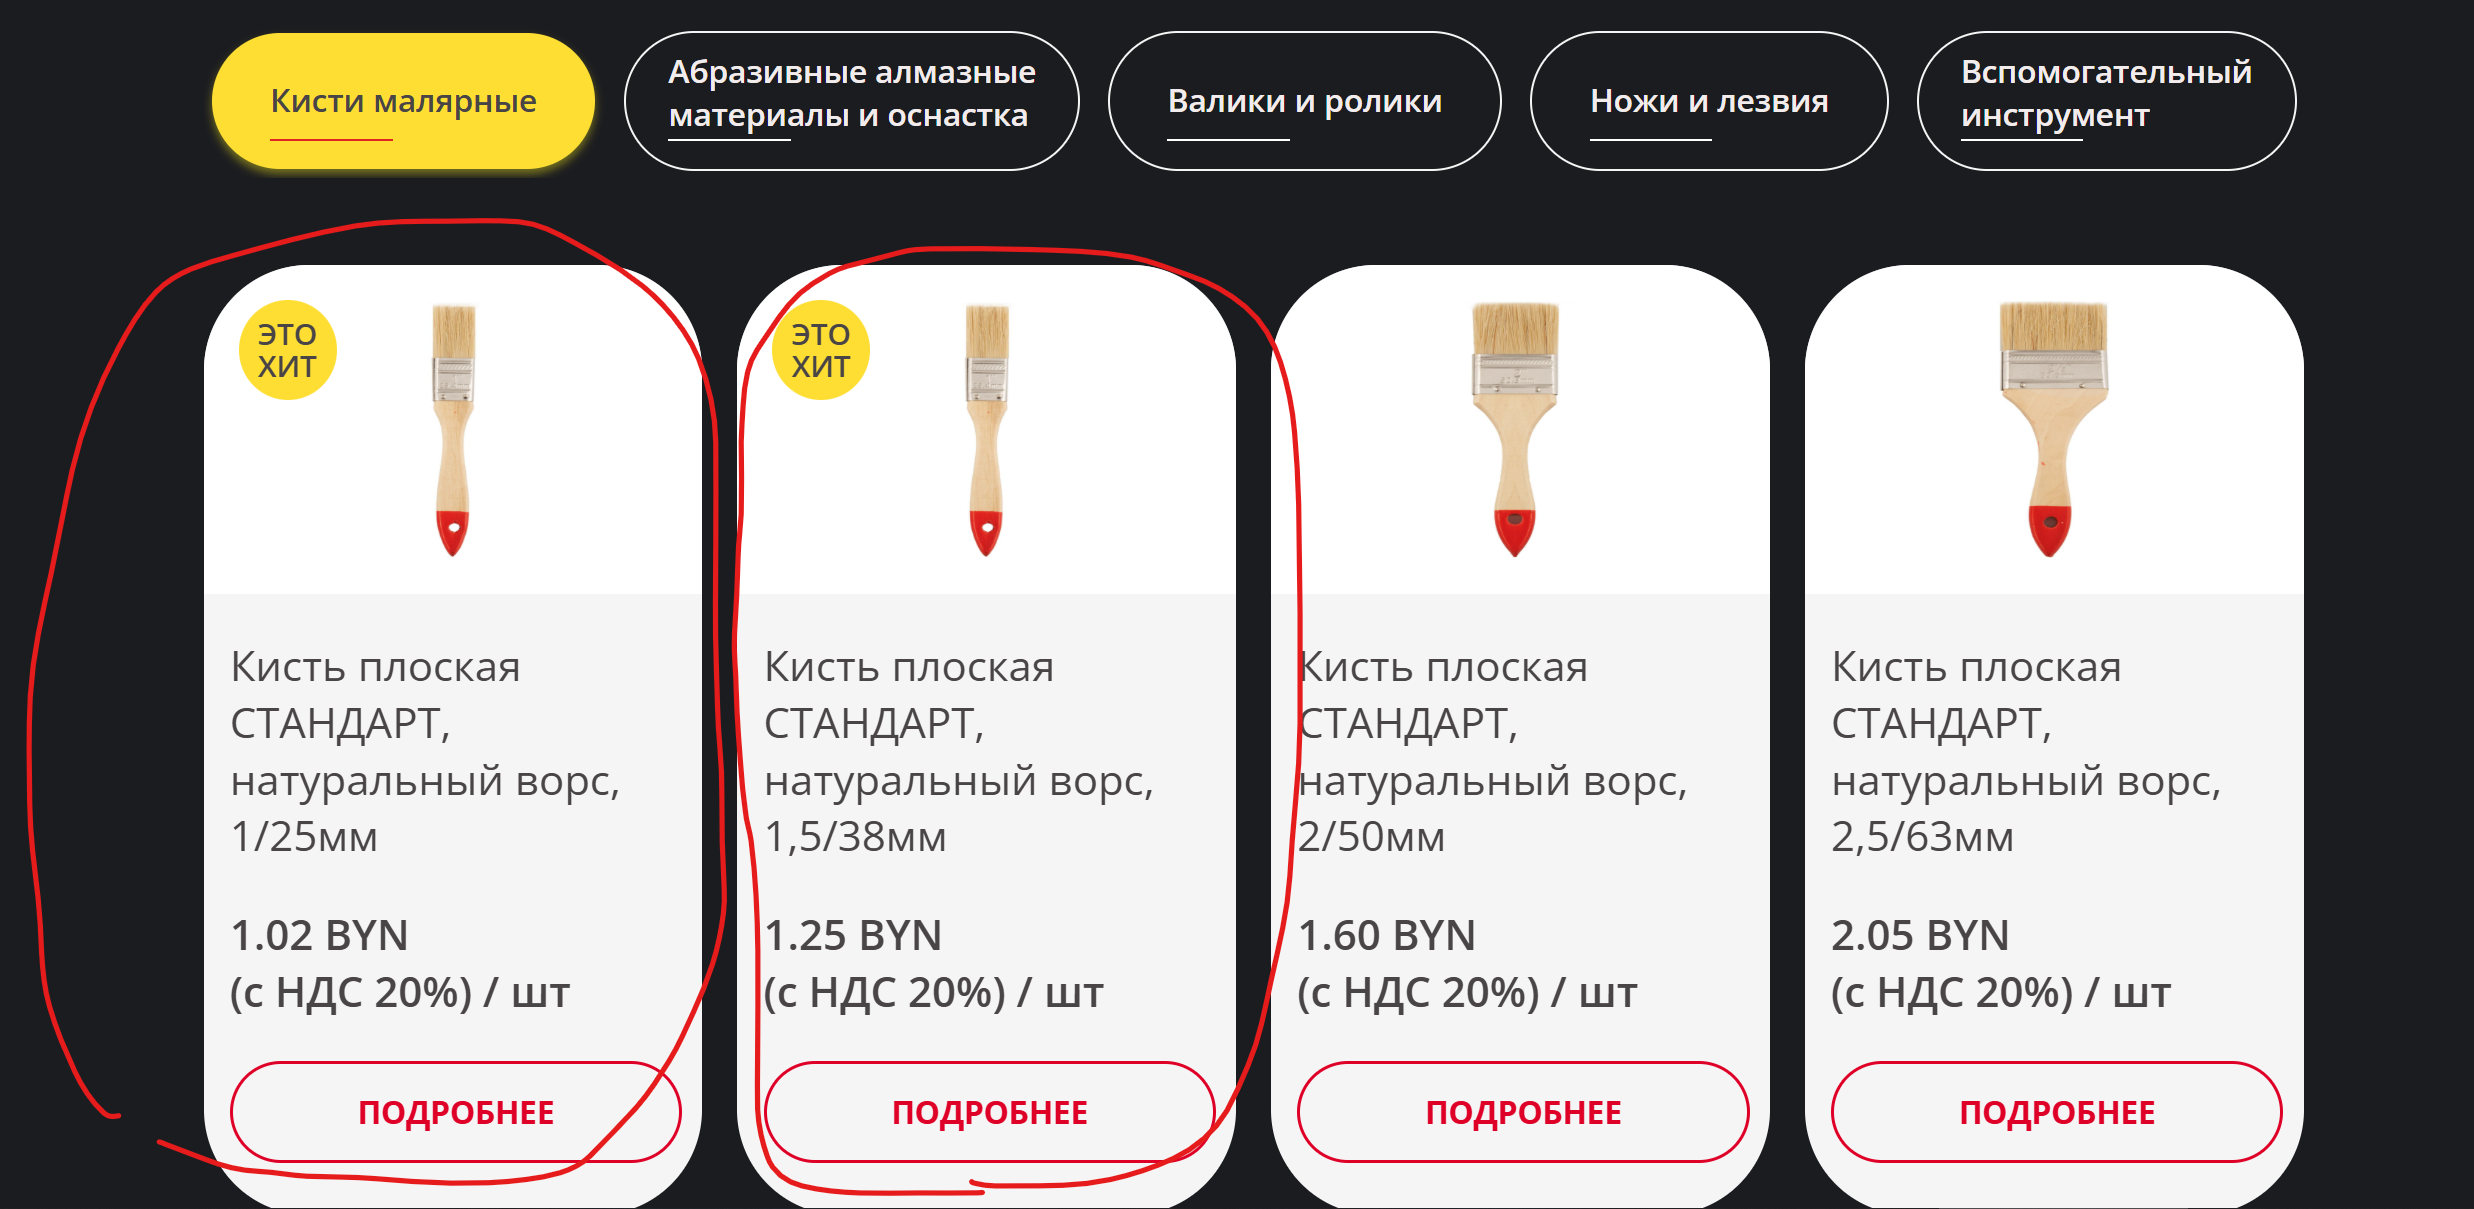 Кисти малярные
Абразивные алмазные
материалы и оснастка
Валики и ролики
Ножи и лезвия
Вспомогательный
инструмент
ЭТО
ХИТ
Кисть плоская
СТАНДАРТ,
натуральный ворс,
1/25мм
1.02 BYN
(с НДС 20%) / шт
ПОДРОБНЕЕ
ЭТО
ХИТ
Кисть плоская
СТАНДАРТ,
натуральный ворс,
1,5/38мм
1.25 BYN
(с НДС 20%) / шт
ПОДРОБНЕЕ
Кисть плоская
СТАНДАРТ,
натуральный ворс,
2/50мм
1.60 BYN
(с НДС 20%) / шт
ПОДРОБНЕЕ
Кисть плоская
СТАНДАРТ,
натуральный ворс,
2,5/63мм
2.05 BYN
(с НДС 20%) / шт
ПОДРОБНЕЕ